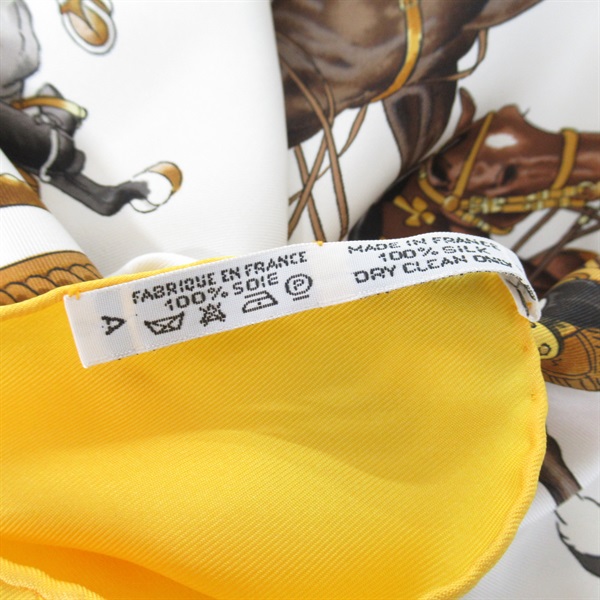 FABRIQUE EN FRANCE
100% SOIE
A
P
MADE IN FRANCE
100% SILK
DRY CLEAN ONLY